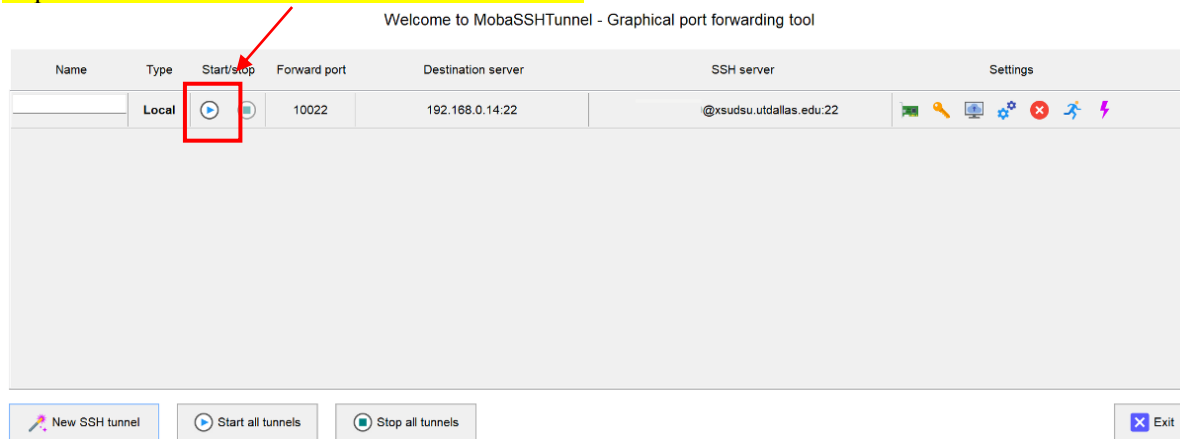 Welcome to MobaSSHTunnel - Graphical port forwarding tool
Name Type Start/stop Forward port Destination server SSH server Settings
Local 10022 192.168.0.14:22 @xsudsu.utdallas.edu:22
New SSH tunnel Start all tunnels Stop all tunnels Exit